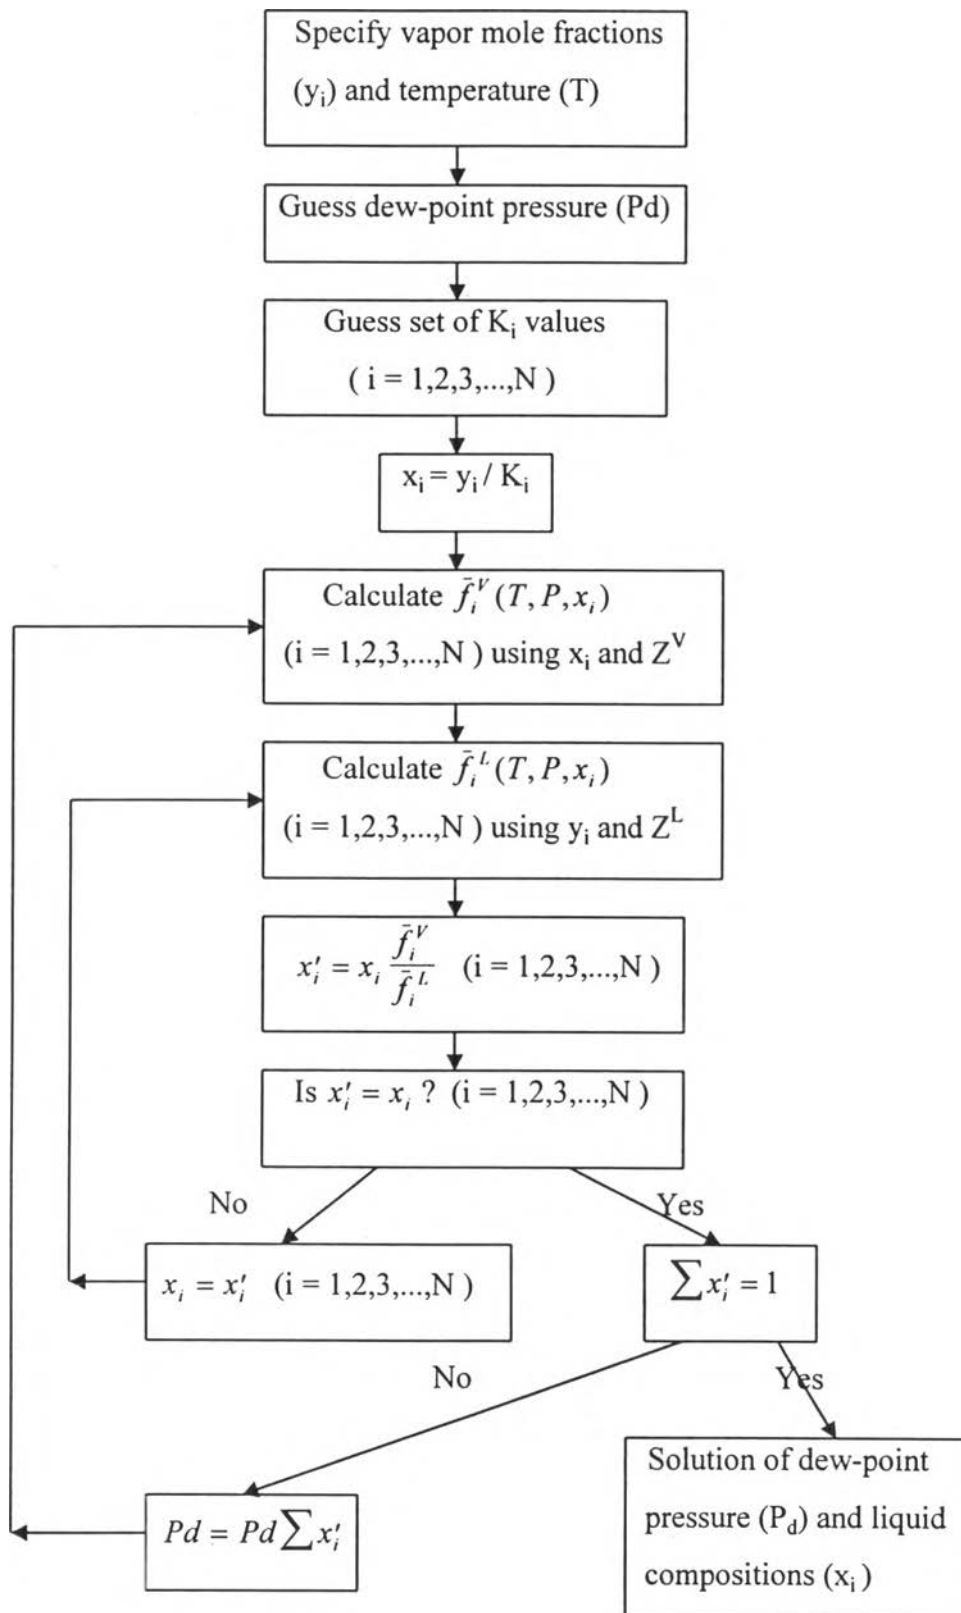 Specify vapor mole fractions
(yᵢ) and temperature (T)
Guess dew-point pressure (Pd)
Guess set of Kᵢ values
( i = 1,2,3,...,N )
xᵢ = yᵢ / Kᵢ
Calculate f̄ᵢⱽ (T, P, xᵢ)
(i = 1,2,3,...,N ) using xᵢ and Zⱽ
Calculate f̄ᵢᴸ (T, P, xᵢ)
(i = 1,2,3,...,N ) using yᵢ and Zᴸ
x′ᵢ = xᵢ f̄ᵢⱽ / f̄ᵢᴸ (i = 1,2,3,...,N )
Is x′ᵢ = xᵢ ? (i = 1,2,3,...,N )
No
Yes
xᵢ = x′ᵢ (i = 1,2,3,...,N )
∑ x′ᵢ = 1
No
Yes
Pd = Pd ∑ x′ᵢ
Solution of dew-point
pressure (P_d) and liquid
compositions (xᵢ)